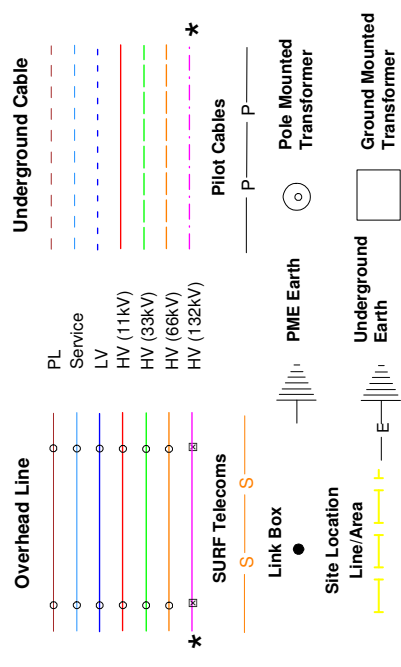 Overhead Line
Underground Cable
PL
Service
LV
HV (11kV)
HV (33kV)
HV (66kV)
HV (132kV)
*
*
SURF Telecoms
S
S
Pilot Cables
P
P
Link Box
PME Earth
Pole Mounted
Transformer
Site Location
Line/Area
E
Underground
Earth
Ground Mounted
Transformer